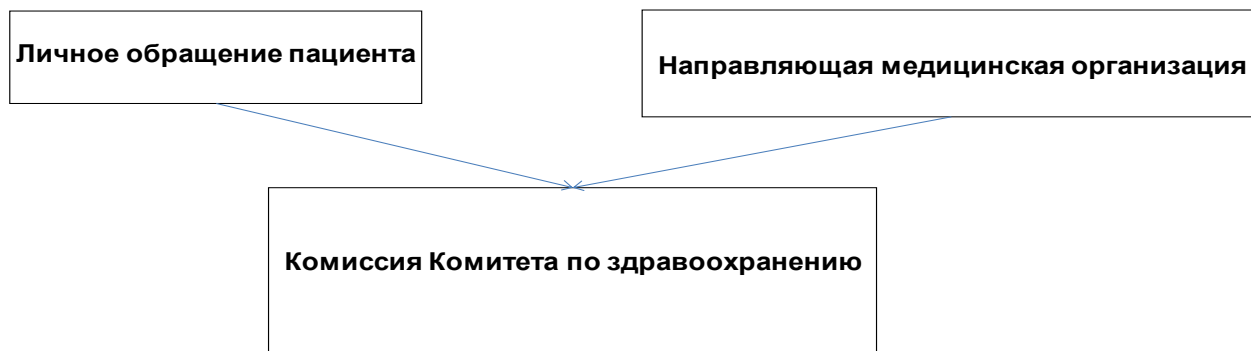 Личное обращение пациента
Направляющая медицинская организация
Комиссия Комитета по здравоохранению